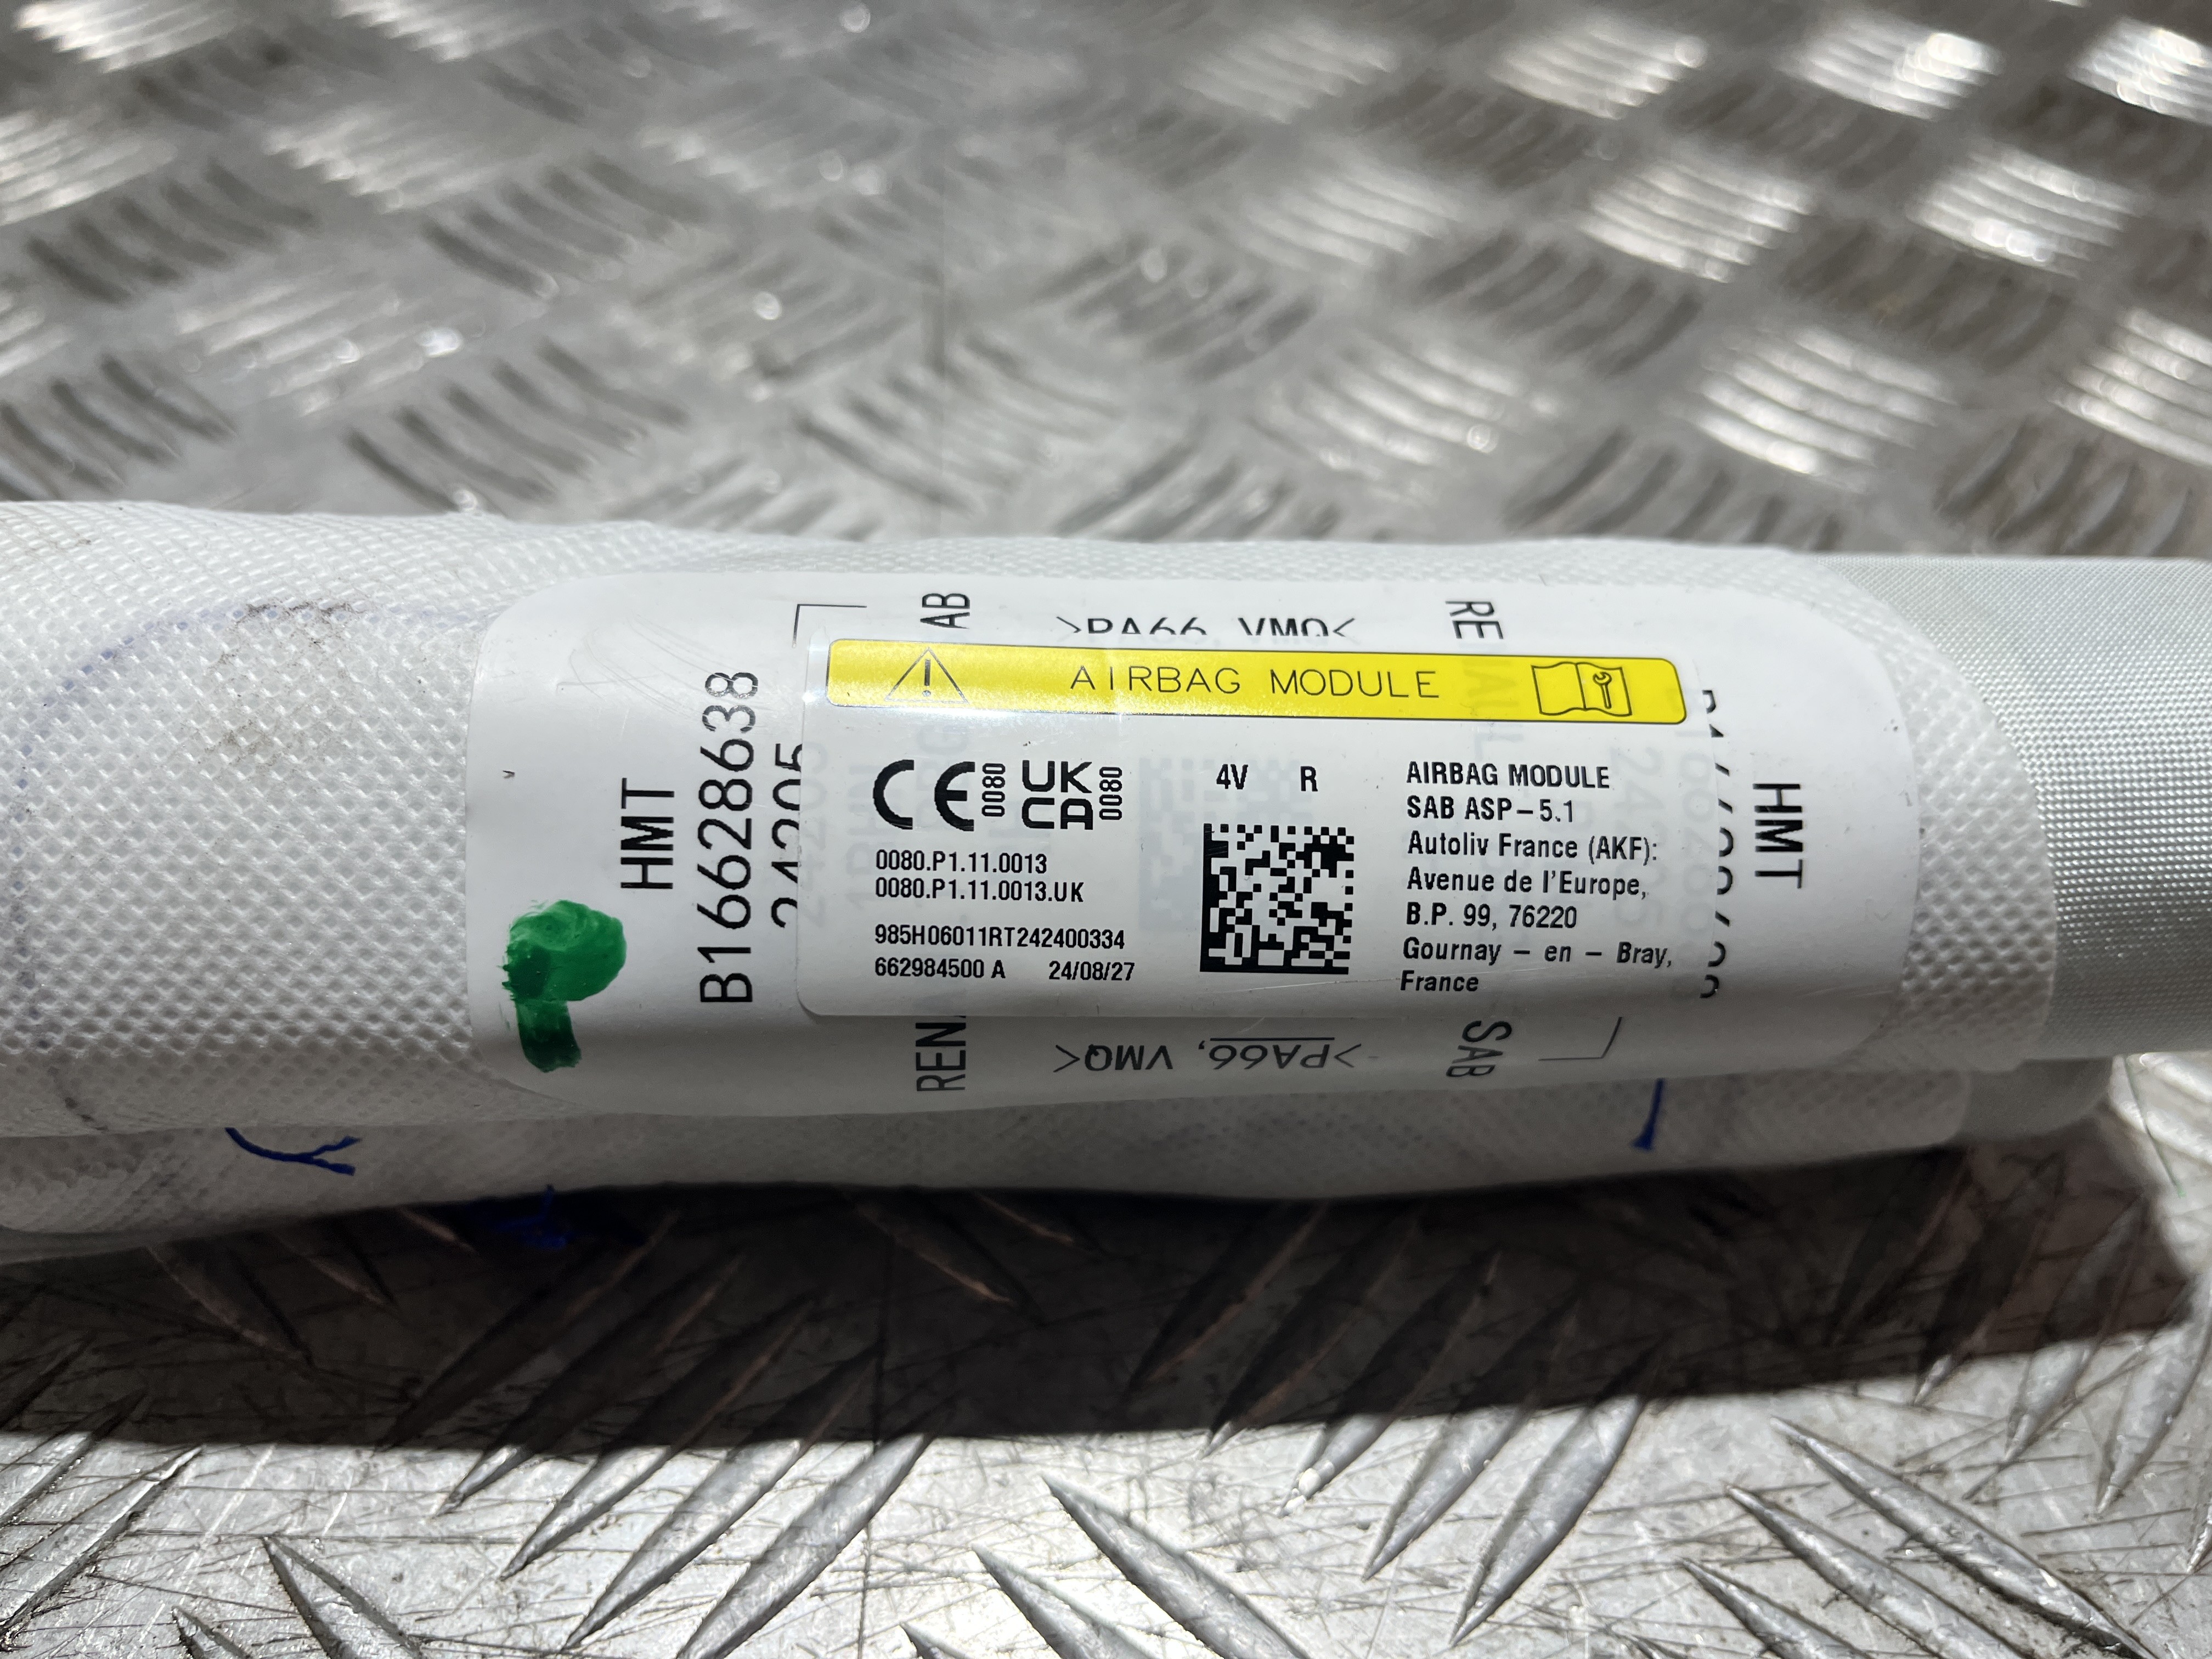 AIRBAG MODULE
CE 0080 UKCA 0080
0080.P1.11.0013
0080.P1.11.0013.UK
985H06011RT242400334
662984500 A 24/08/27
4V R
AIRBAG MODULE
SAB ASP-5.1
Autoliv France (AKF):
Avenue de l'Europe,
B.P. 99, 76220
Gournay - en - Bray,
France
HMT
B16628638
24205
AB
>PA66, VMQ<
RE
REN
>PA66, VMQ<
SAB
HMT